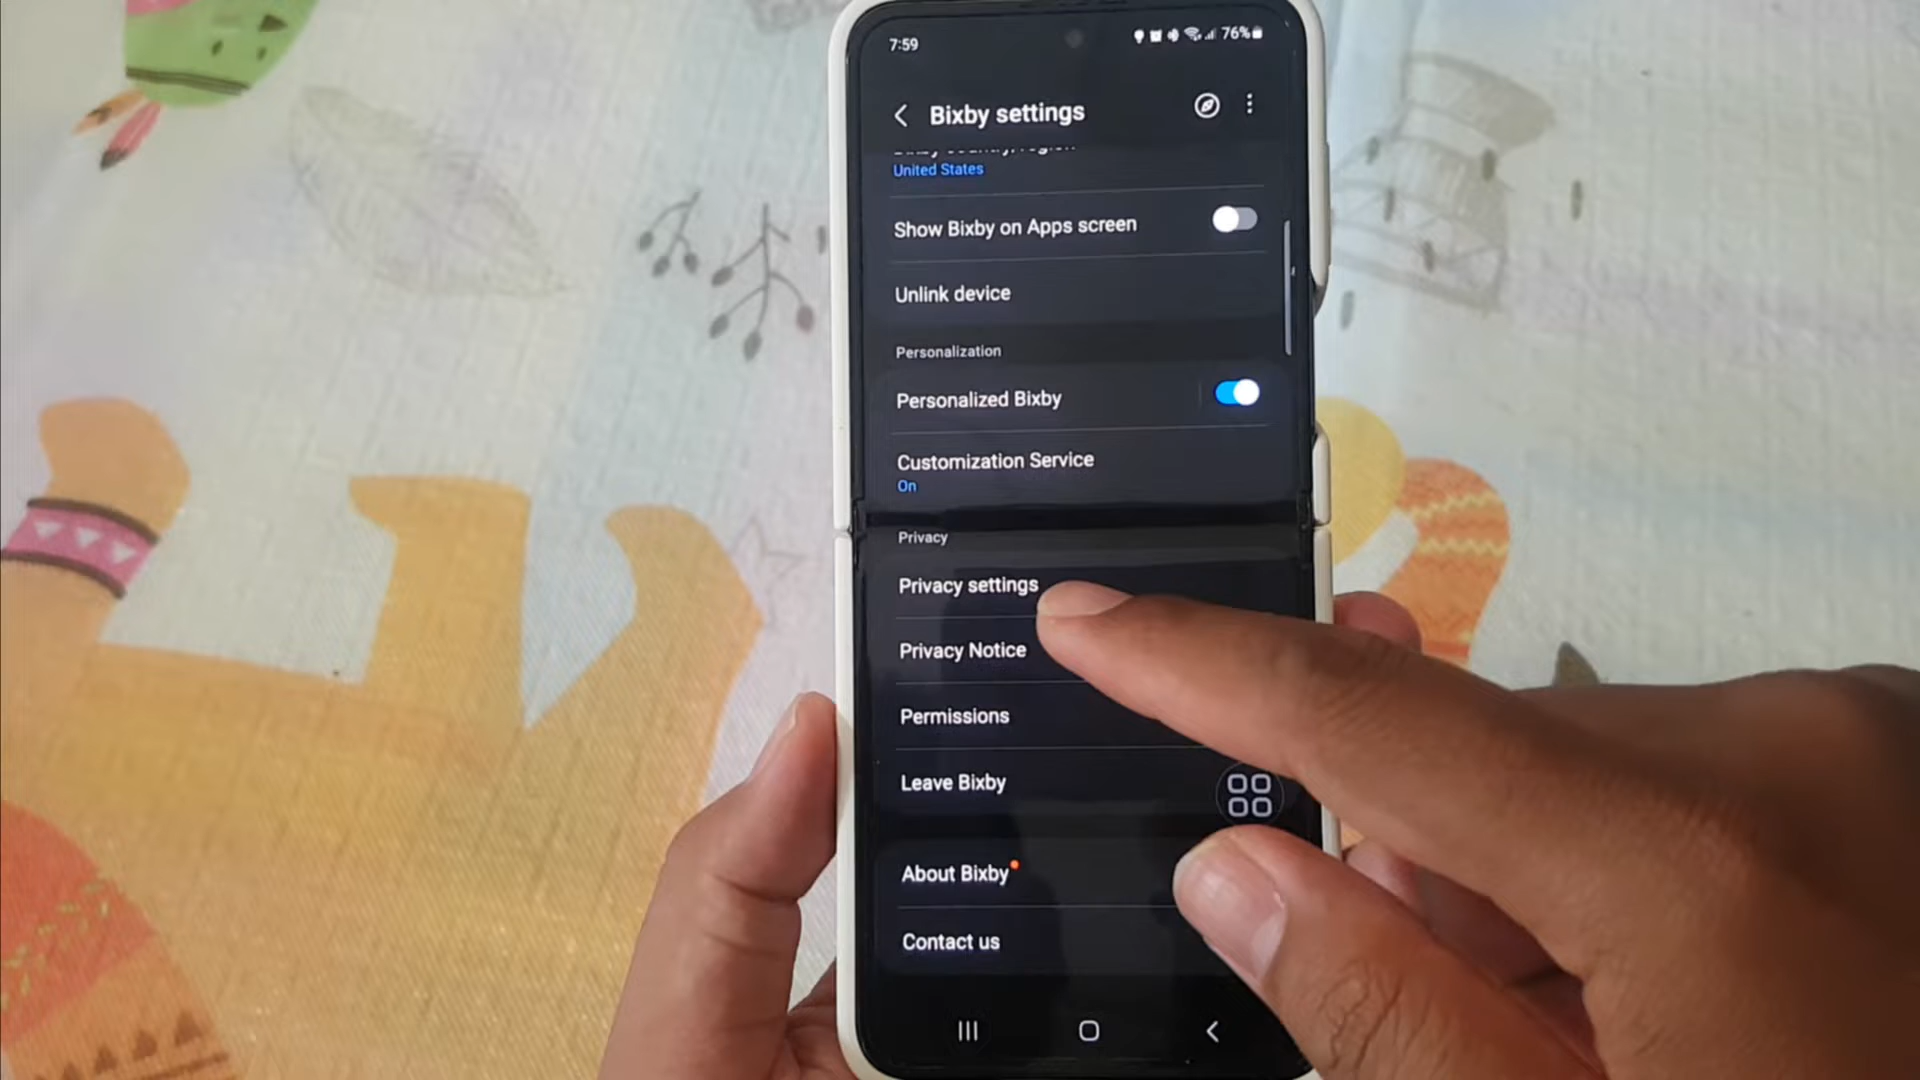 7:59
76%
Bixby settings
United States
Show Bixby on Apps screen
Unlink device
Personalization
Personalized Bixby
Customization Service
On
Privacy
Privacy settings
Privacy Notice
Permissions
Leave Bixby
About Bixby
Contact us